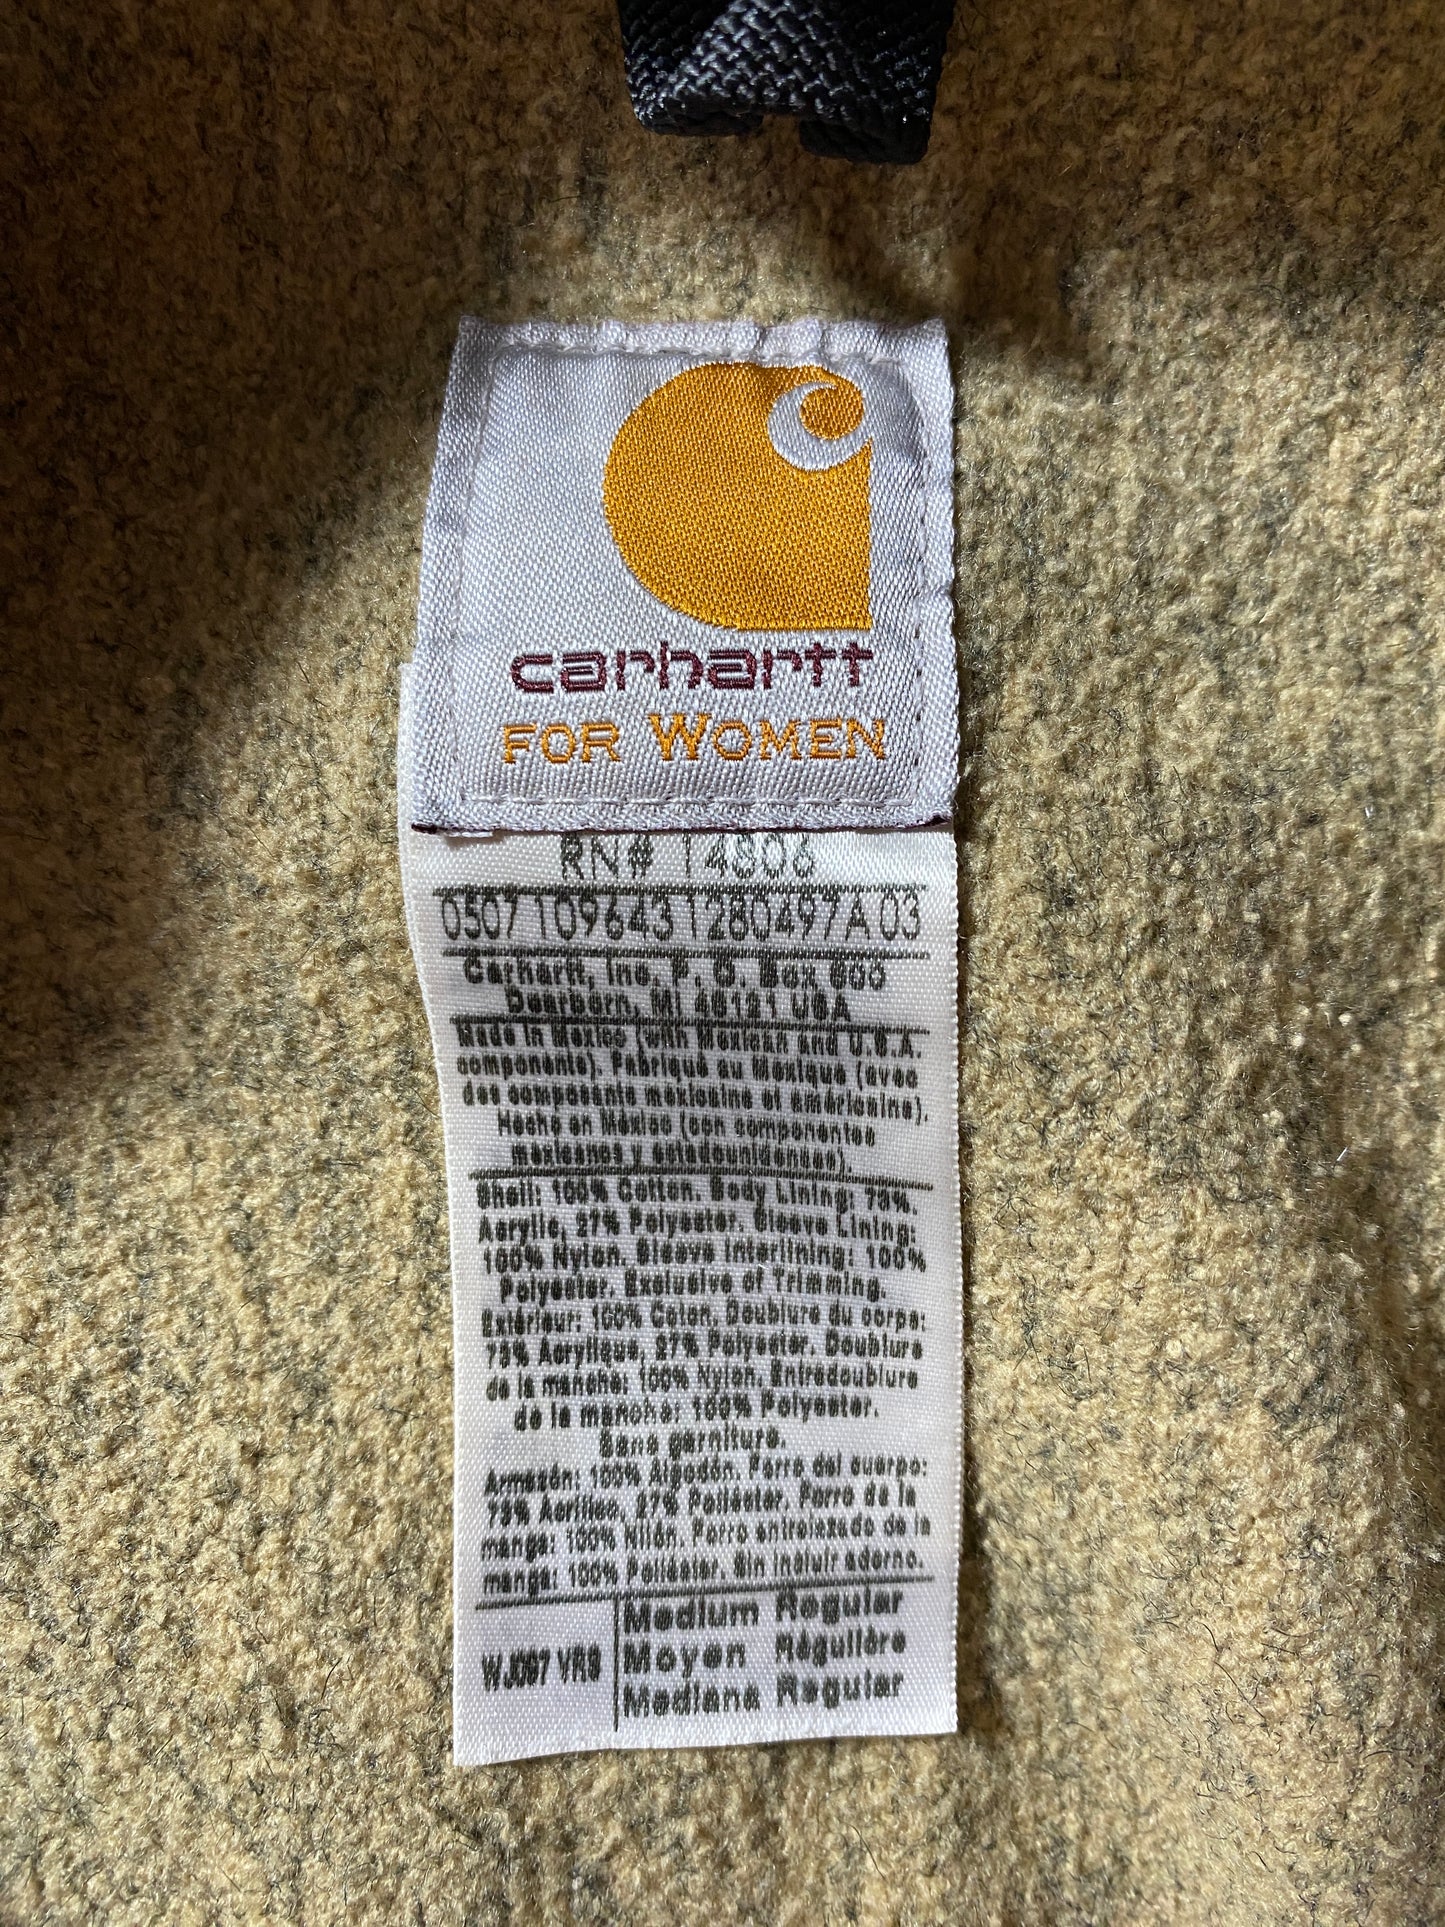 carhartt
FOR WOMEN
RN# 14806
0507 109643 1280497A 03
Carhartt, Inc. P. O. Box 600
Dearborn, MI 48121 USA
Made in Mexico (with Mexican and U.S.A.
components). Fabriqué au Mexique (avec
des composants mexicains et américains).
Hecho en México (con componentes
mexicanos y estadounidenses).
Shell: 100% Cotton. Body Lining: 73%
Acrylic, 27% Polyester. Sleeve Lining:
100% Nylon. Sleeve Interlining: 100%
Polyester. Exclusive of Trimming.
Extérieur: 100% Coton. Doublure du corps:
73% Acrylique, 27% Polyester. Doublure
de la manche: 100% Nylon. Entredoublure
de la manche: 100% Polyester.
Sans garniture.
Armazón: 100% Algodón. Forro del cuerpo:
73% Acrílico, 27% Poliéster. Forro de la
manga: 100% Nilón. Forro entrelazado de la
manga: 100% Poliéster. Sin incluir adorno.
WJ097 VRS
Medium Regular
Moyen Régulière
Mediana Regular